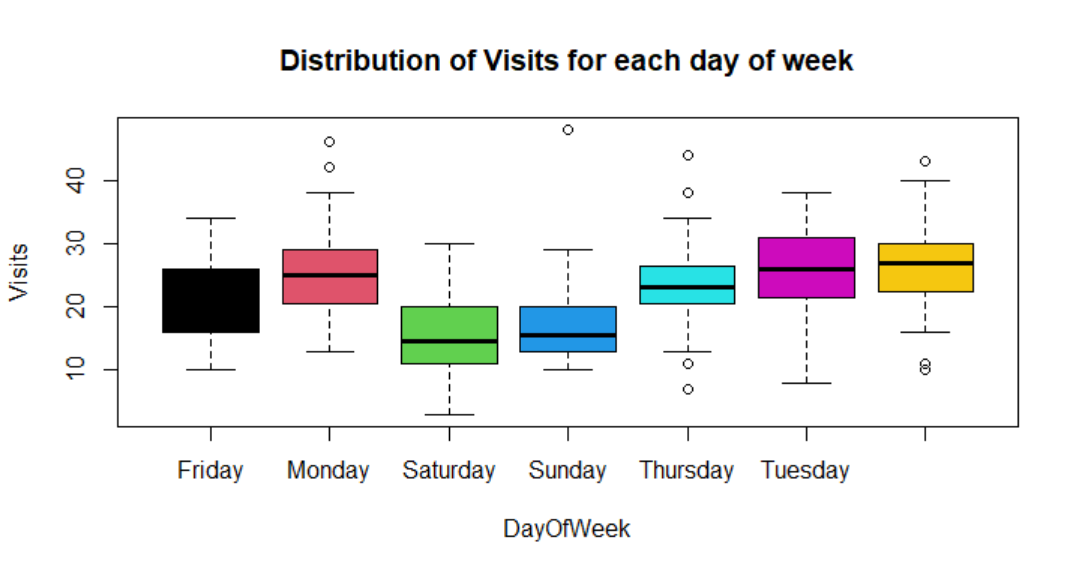 Distribution of Visits for each day of week
Visits
40
30
20
10
Friday Monday Saturday Sunday Thursday Tuesday
DayOfWeek